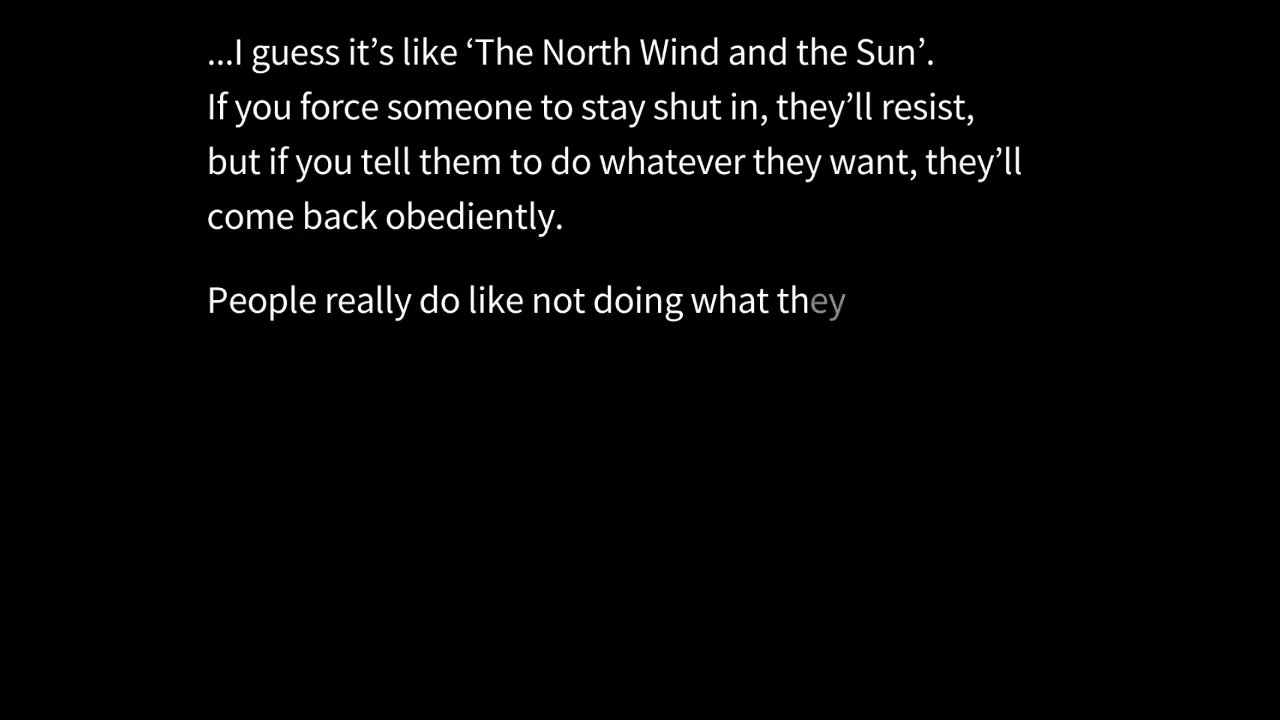 ...I guess it’s like ‘The North Wind and the Sun’.
If you force someone to stay shut in, they’ll resist,
but if you tell them to do whatever they want, they’ll
come back obediently.
People really do like not doing what they